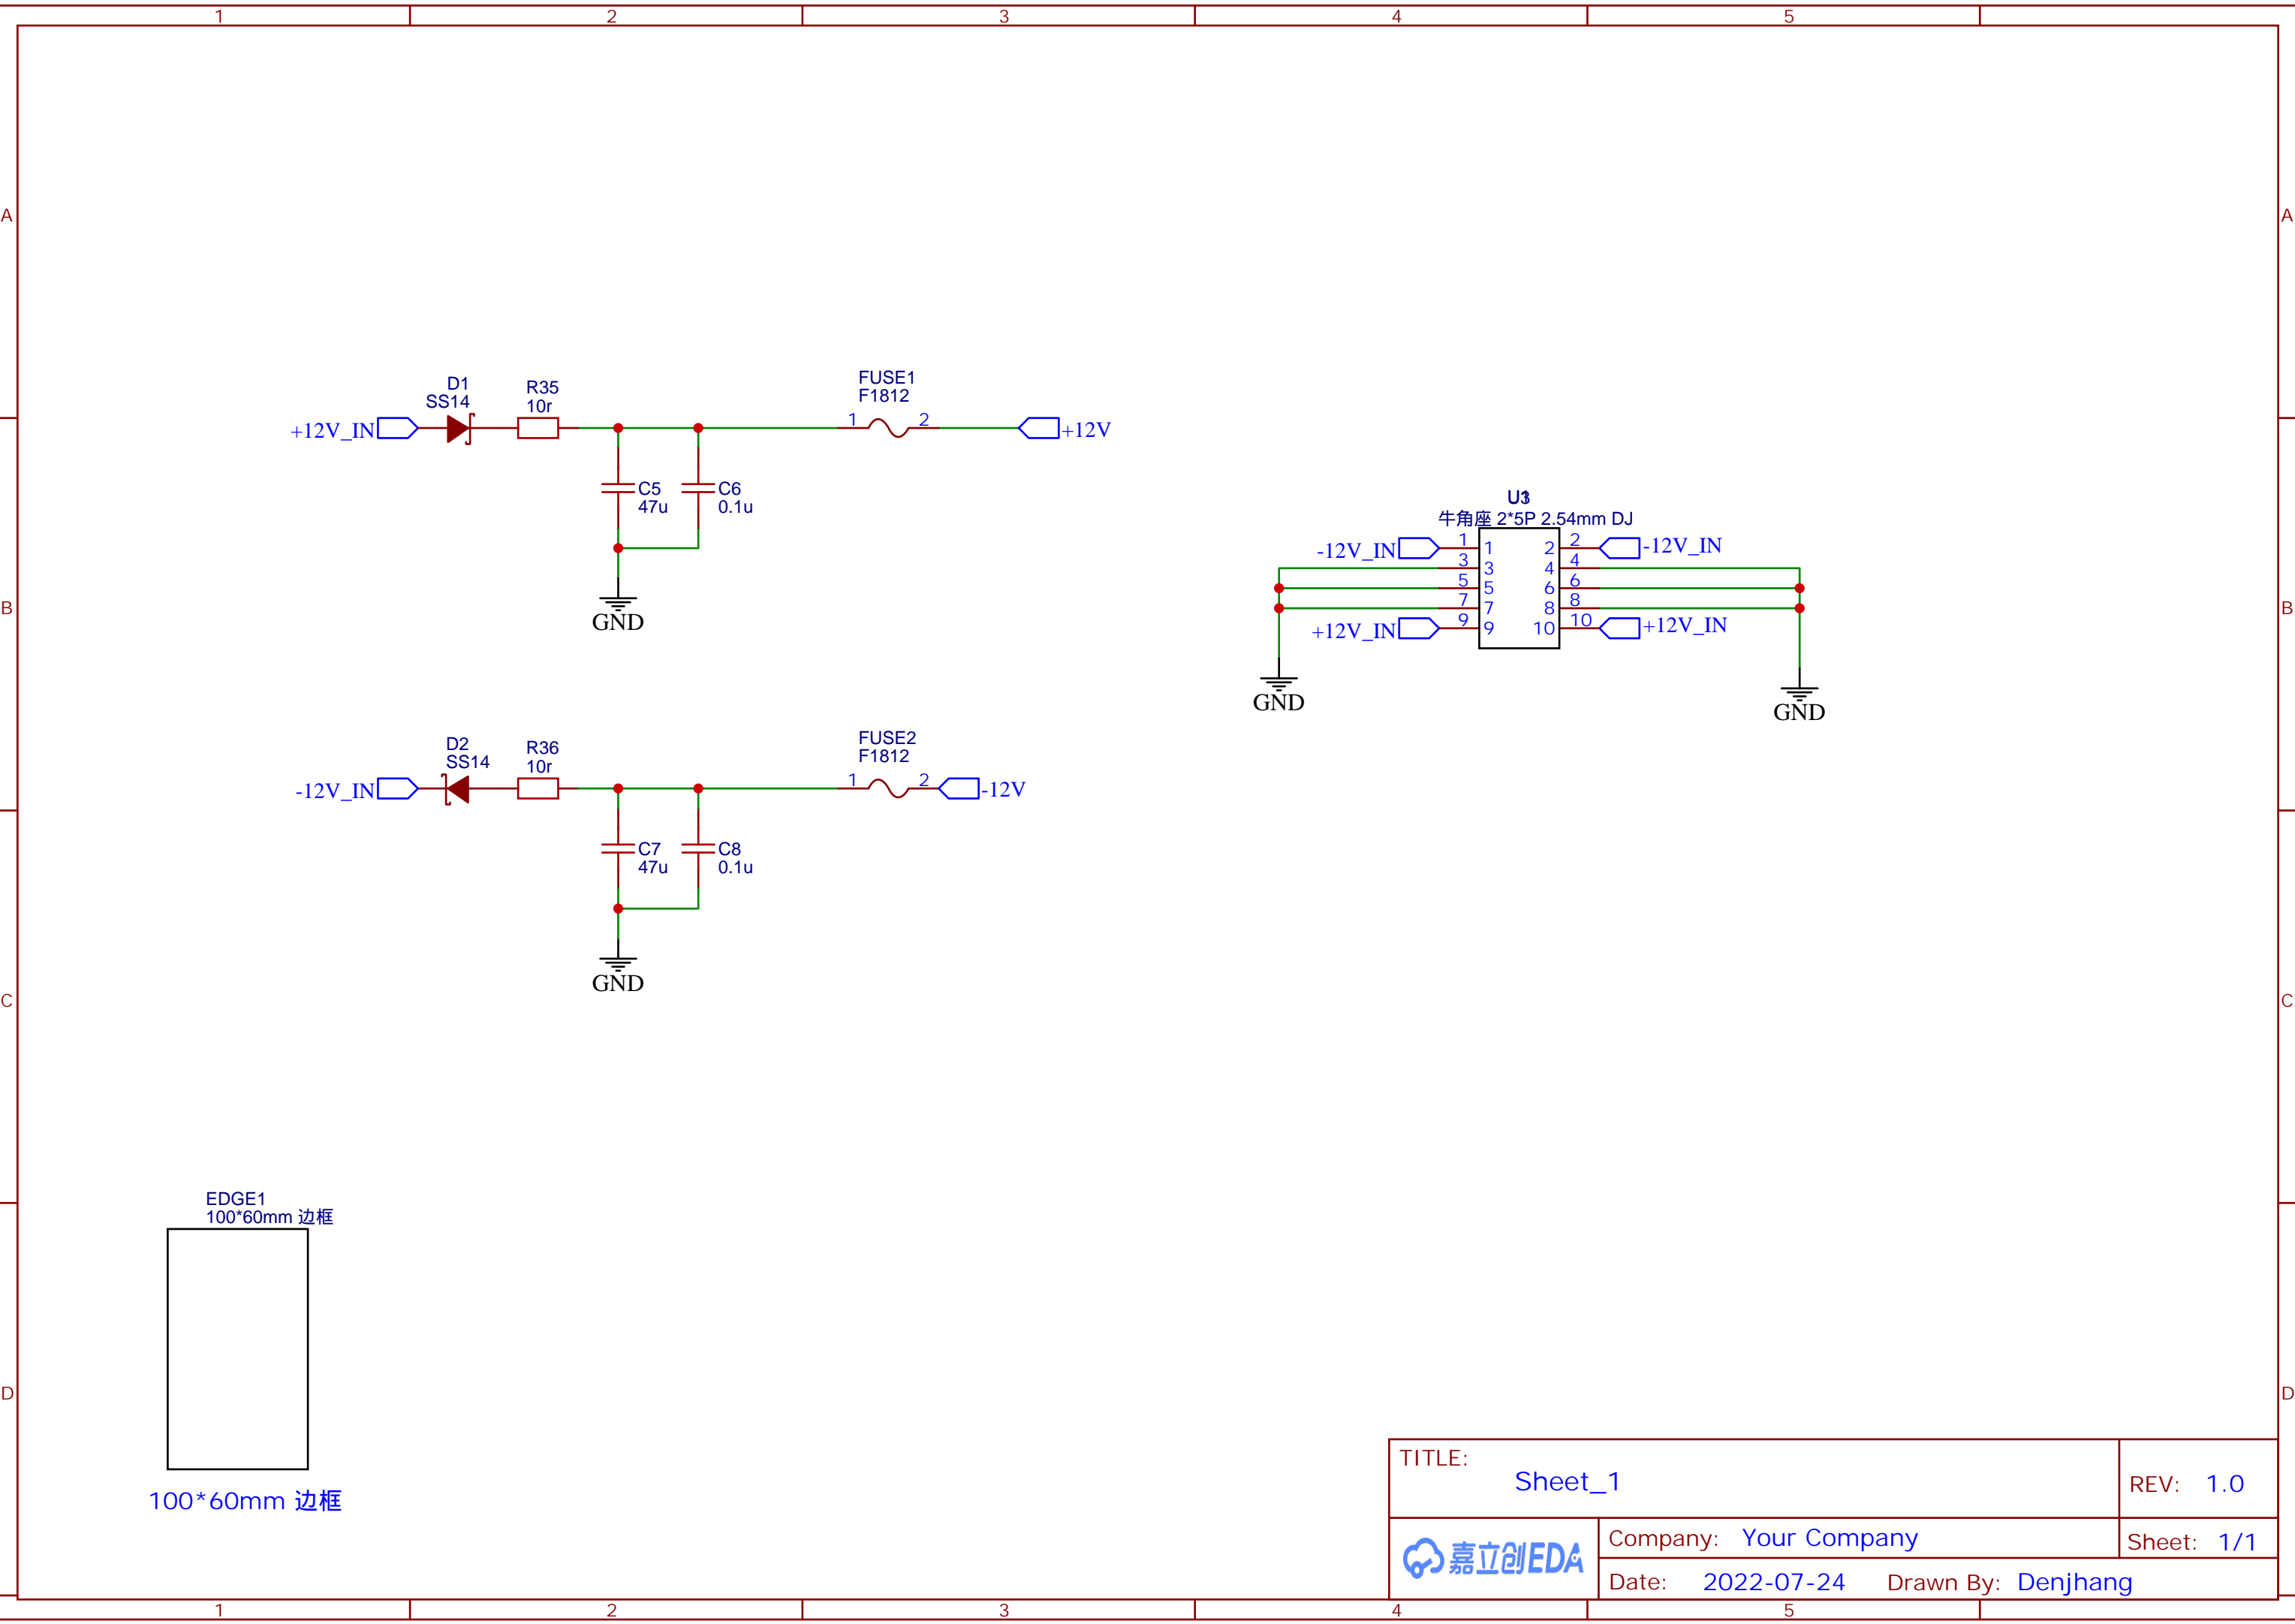 1 2 3 4 5
A A
D1
SS14
R35
10r
FUSE1
F1812
+12V_IN
1 2
+12V
C5
47u
C6
0.1u
GND
B B
牛角座 2*5P 2.54mm DJ
-12V_IN 1 1 2 2 -12V_IN
3 3 4 4
5 5 6 6
7 7 8 8
+12V_IN 9 9 10 10 +12V_IN
GND
GND
D2
SS14
R36
10r
FUSE2
F1812
-12V_IN
1 2
-12V
C7
47u
C8
0.1u
GND
C C
EDGE1
100*60mm 边框
D D
100*60mm 边框
TITLE:
Sheet_1
REV: 1.0
嘉立创EDA
Company: Your Company
Sheet: 1/1
Date: 2022-07-24 Drawn By: Denjhang
1 2 3 4 5